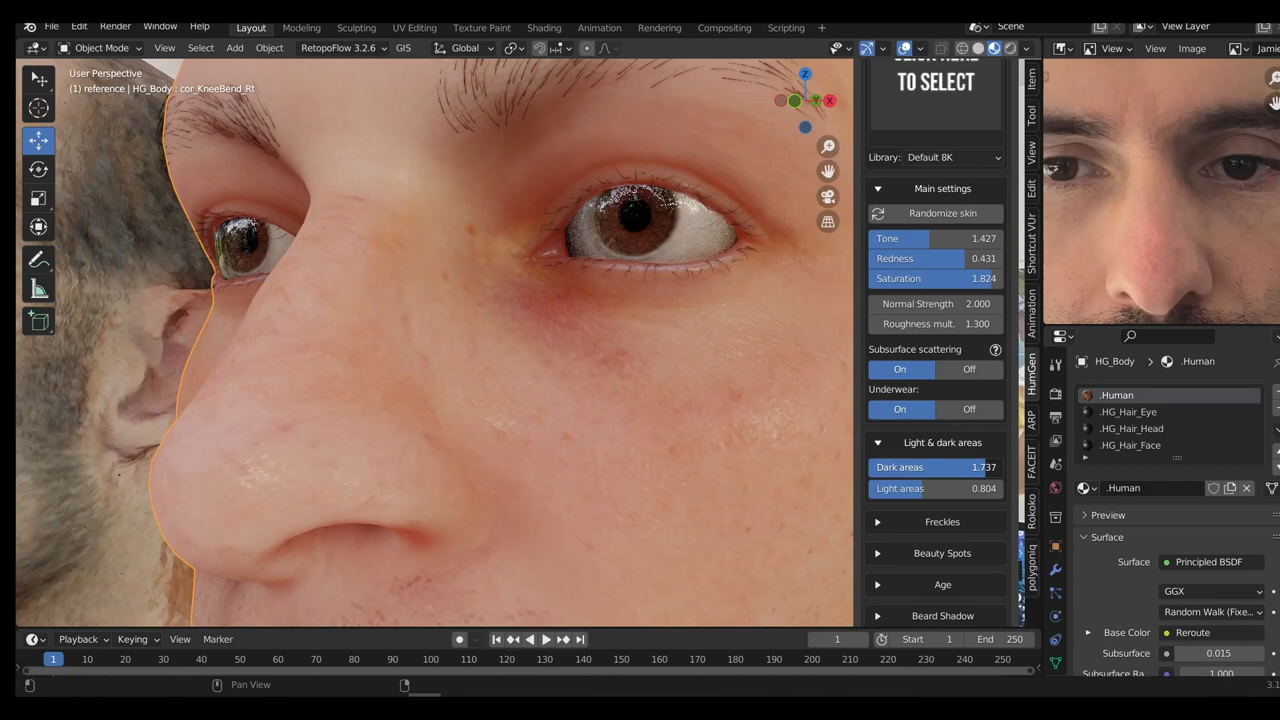 File Edit Render Window Help Layout Modeling Sculpting UV Editing Texture Paint Shading Animation Rendering Compositing Scripting + Scene View Layer
Object Mode View Select Add Object RetopoFlow 3.2.6 GIS Global View View Image Jamie
User Perspective
(1) reference | HG_Body : cor_KneeBend_Rt
Z
Y
X
TO SELECT
Library: Default 8K
Main settings
Randomize skin
Tone 1.427
Redness 0.431
Saturation 1.824
Normal Strength 2.000
Roughness mult. 1.300
Subsurface scattering
On Off
Underwear:
On Off
Light & dark areas
Dark areas 1.737
Light areas 0.804
Freckles
Beauty Spots
Age
Beard Shadow
Item
Tool
View
Edit
Shortcut VUr
Animation
HumGen
ARP
FACEIT
Rokoko
polygoniq
HG_Body > .Human
.Human
.HG_Hair_Eye
.HG_Hair_Head
.HG_Hair_Face
.Human
Preview
Surface
Surface Principled BSDF
GGX
Random Walk (Fixe...
Base Color Reroute
Subsurface 0.015
Subsurface Ra... 1.000
Playback Keying View Marker 1 Start 1 End 250
1 10 20 30 40 50 60 70 80 90 100 110 120 130 140 150 160 170 180 190 200 210 220 230 240 250
Pan View